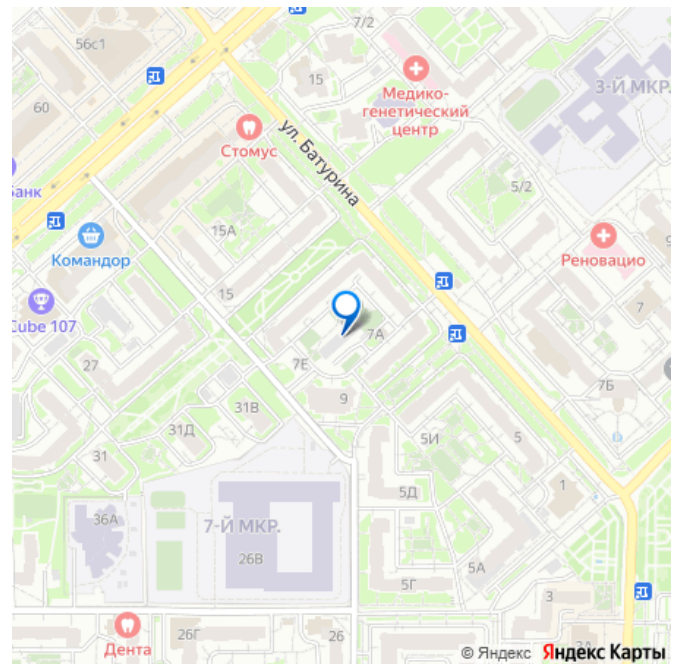 7/2
56с1
15
Медико-
генетический
центр
3-Й МКР.
60
Стомус
ул. Батурина
5/2
Банк
15А
Командор
Реновацио
15
Cube 107
7А
7
27
7Е
7Б
31В
9
31Д
5И
5
31
5Д
1
36А
7-Й МКР.
26В
5Г
5А
3
26Г
26
Дента
© Яндекс Яндекс Карты